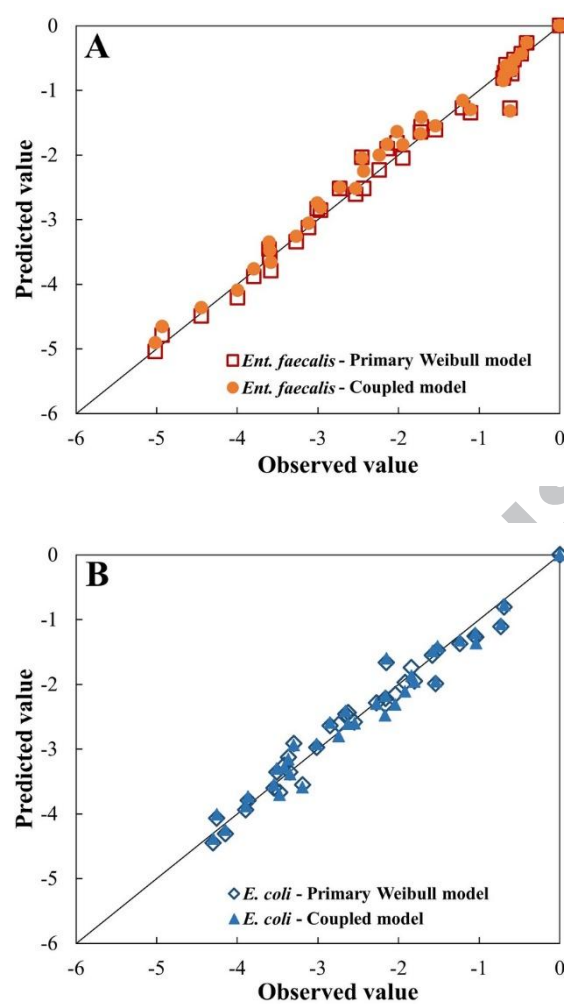 A
0
-1
-2
-3
-4
-5
-6
Predicted value
Ent. faecalis - Primary Weibull model
Ent. faecalis - Coupled model
-6 -5 -4 -3 -2 -1 0
Observed value
B
0
-1
-2
-3
-4
-5
-6
Predicted value
E. coli - Primary Weibull model
E. coli - Coupled model
-6 -5 -4 -3 -2 -1 0
Observed value